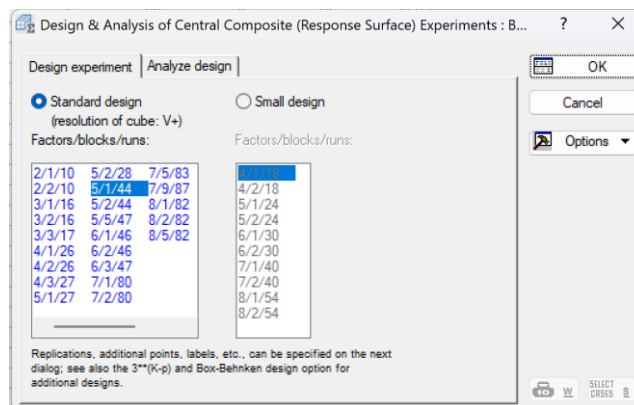 Design & Analysis of Central Composite (Response Surface) Experiments : B... ? ×
Design experiment Analyze design
OK
Cancel
Options
Standard design
(resolution of cube: V+)
Factors/blocks/runs:
Small design
Factors/blocks/runs:
2/1/10 5/2/28 7/5/83
2/2/10 5/1/44 7/9/87
3/1/16 5/2/44 8/1/82
3/2/16 5/5/47 8/2/82
3/3/17 6/1/46 8/5/82
4/1/26 6/2/46
4/2/26 6/3/47
4/3/27 7/1/80
5/1/27 7/2/80
4/1/18
4/2/18
5/1/24
5/2/24
6/1/30
6/2/30
7/1/40
7/2/40
8/1/54
8/2/54
Replications, additional points, labels, etc., can be specified on the next
dialog; see also the 3**(K-p) and Box-Behnken design option for
additional designs.
W SELECT CASES S